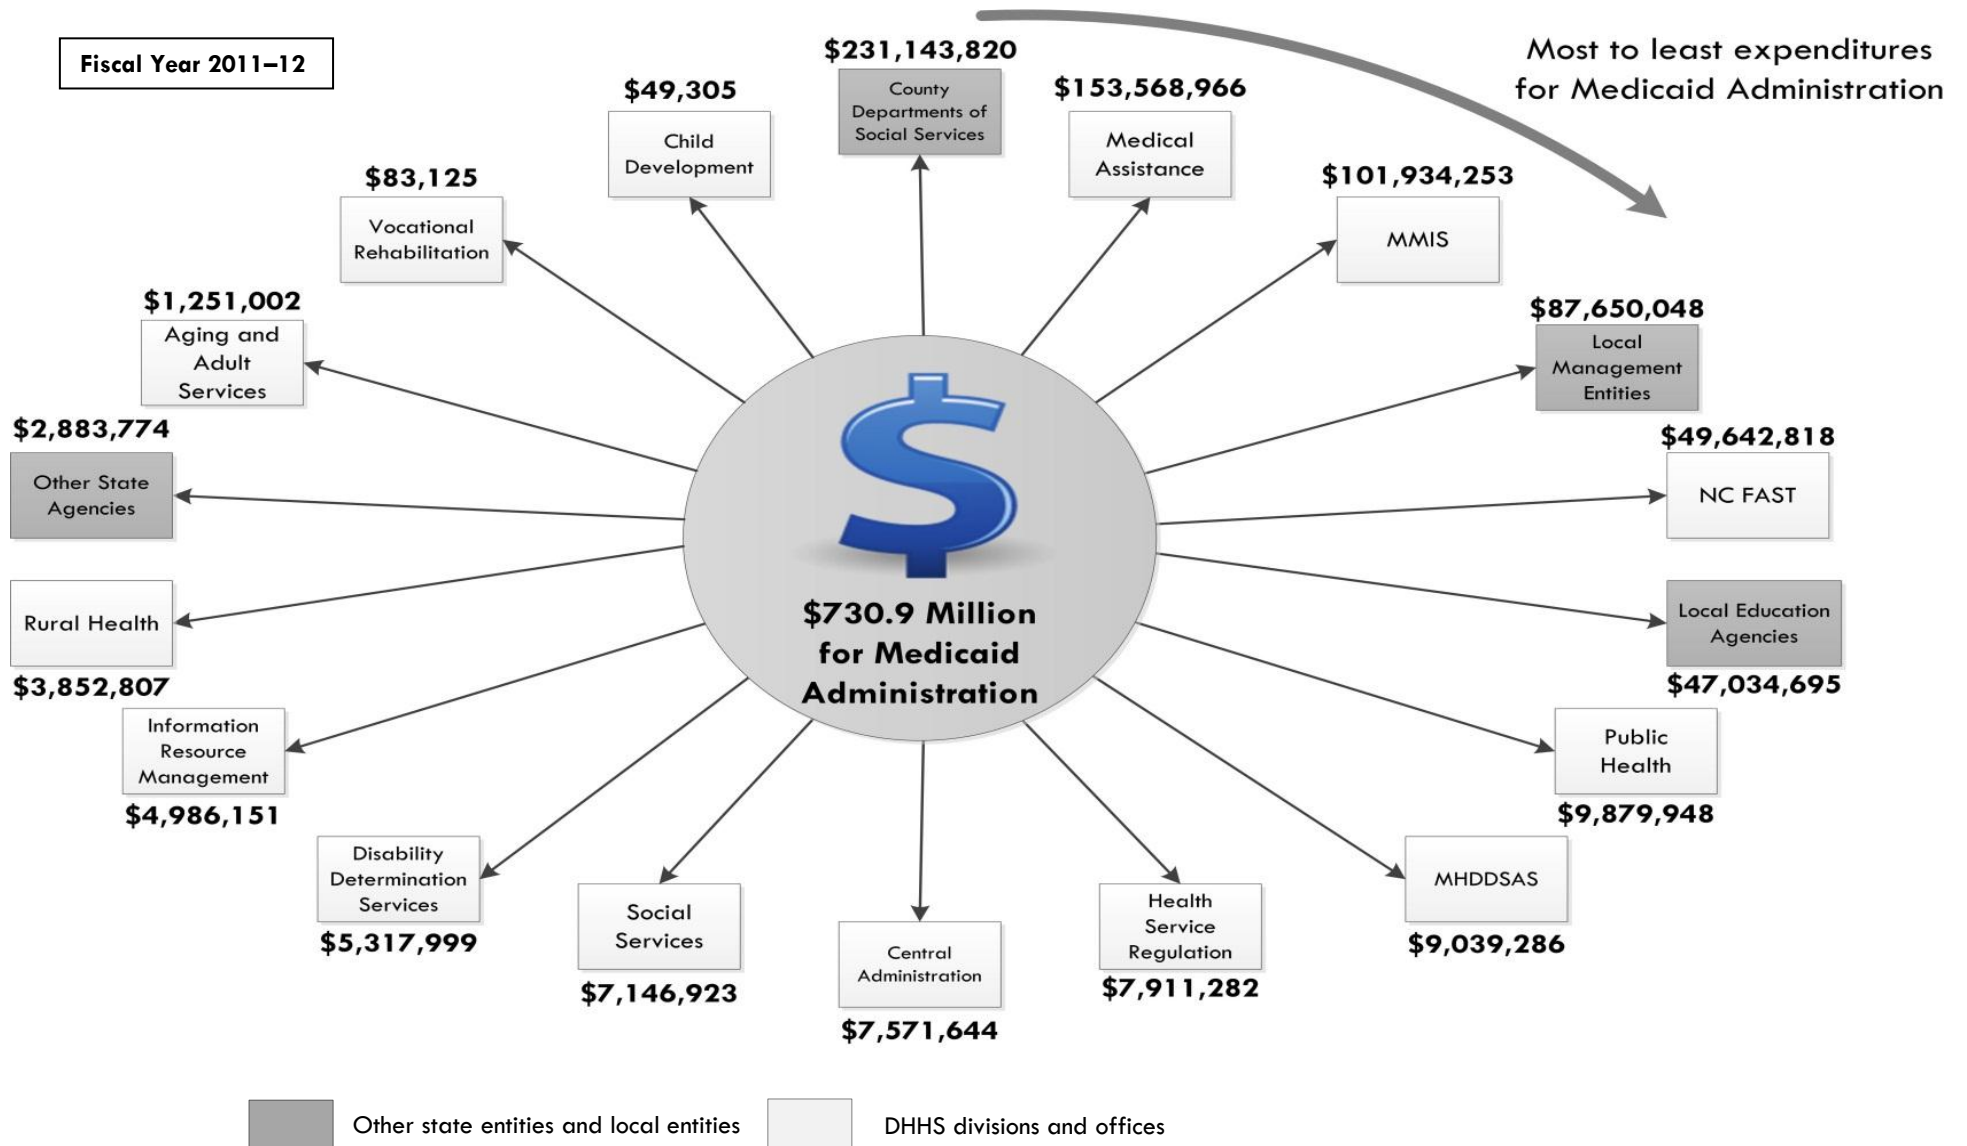 Fiscal Year 2011–12
Most to least expenditures
for Medicaid Administration
$231,143,820
County
Departments of
Social Services
$153,568,966
Medical
Assistance
$101,934,253
MMIS
$87,650,048
Local
Management
Entities
$49,642,818
NC FAST
Local Education
Agencies
$47,034,695
Public
Health
$9,879,948
MHDDSAS
$9,039,286
Health
Service
Regulation
$7,911,282
Central
Administration
$7,571,644
Social
Services
$7,146,923
Disability
Determination
Services
$5,317,999
Information
Resource
Management
$4,986,151
Rural Health
$3,852,807
$2,883,774
Other State
Agencies
$1,251,002
Aging and
Adult
Services
$83,125
Vocational
Rehabilitation
$49,305
Child
Development
$
$730.9 Million
for Medicaid
Administration
Other state entities and local entities
DHHS divisions and offices